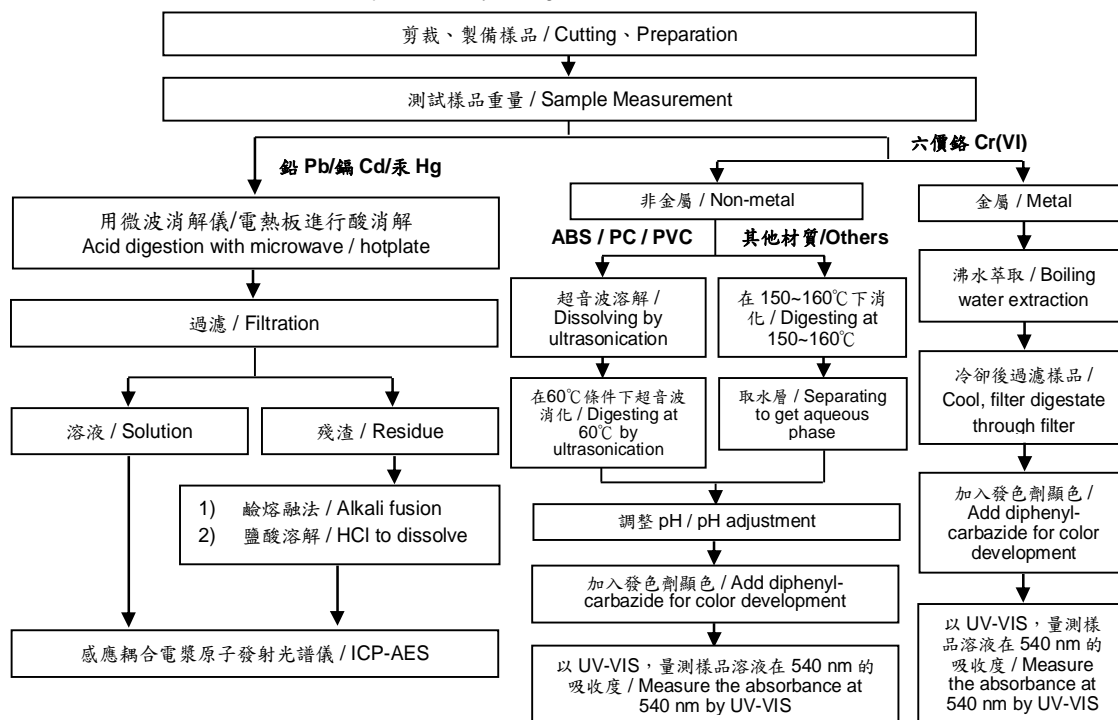 剪裁、製備樣品 / Cutting、Preparation
測試樣品重量 / Sample Measurement
鉛 Pb/鎘 Cd/汞 Hg
六價鉻 Cr(VI)
用微波消解儀/電熱板進行酸消解
Acid digestion with microwave / hotplate
過濾 / Filtration
溶液 / Solution
殘渣 / Residue
1) 鹼熔融法 / Alkali fusion
2) 鹽酸溶解 / HCl to dissolve
感應耦合電漿原子發射光譜儀 / ICP-AES
非金屬 / Non-metal
ABS / PC / PVC
其他材質/Others
超音波溶解 /
Dissolving by
ultrasonication
在60℃條件下超音波
消化 / Digesting at
60℃ by
ultrasonication
在 150~160℃下消
化 / Digesting at
150~160℃
取水層 / Separating
to get aqueous
phase
調整 pH / pH adjustment
加入發色劑顯色 / Add diphenyl-
carbazide for color development
以 UV-VIS，量測樣品溶液在 540 nm 的
吸收度 / Measure the absorbance at
540 nm by UV-VIS
金屬 / Metal
沸水萃取 / Boiling
water extraction
冷卻後過濾樣品 /
Cool, filter digestate
through filter
加入發色劑顯色 /
Add diphenyl-
carbazide for color
development
以 UV-VIS，量測樣
品溶液在 540 nm 的
吸收度 / Measure
the absorbance at
540 nm by UV-VIS